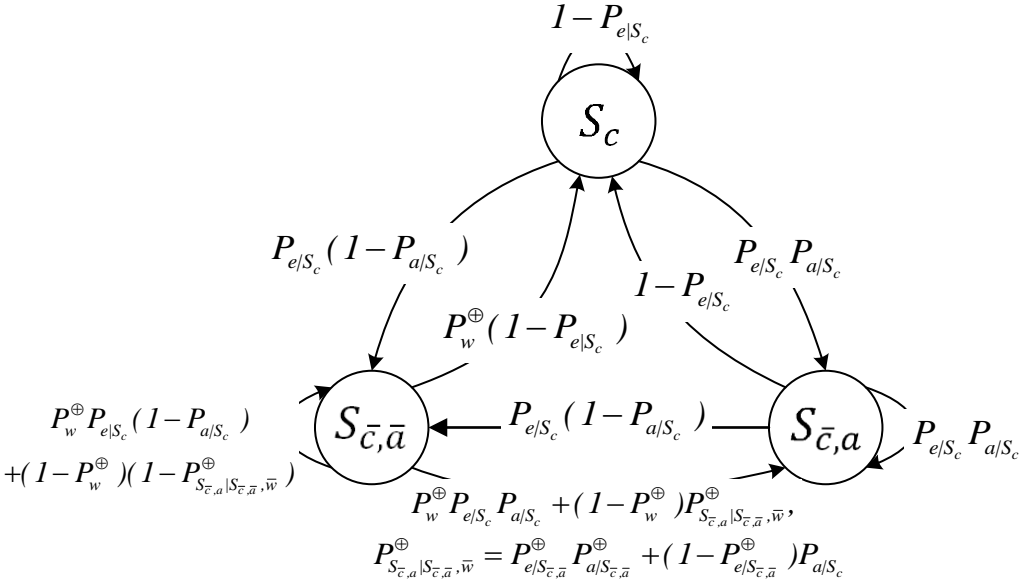 1 − P_{e|S_c}
S_c
P_{e/S_c}(1 − P_{a/S_c})
P_{e/S_c} P_{a/S_c}
1 − P_{e/S_c}
P_w^⊕(1 − P_{e|S_c})
S_{c̄,ā}
S_{c̄,a}
P_{e/S_c}(1 − P_{a/S_c})
P_w^⊕ P_{e|S_c}(1 − P_{a/S_c})
+(1 − P_w^⊕)(1 − P^⊕_{S_{c̄,a}|S_{c̄,ā},w̄})
P_{e/S_c} P_{a/S_c}
P_w^⊕ P_{e/S_c} P_{a/S_c} + (1 − P_w^⊕)P^⊕_{S_{c̄,a}|S_{c̄,ā},w̄},
P^⊕_{S_{c̄,a}|S_{c̄,ā},w̄} = P^⊕_{e/S_{c̄,ā}} P^⊕_{a/S_{c̄,ā}} + (1 − P^⊕_{e/S_{c̄,ā}})P_{a/S_c}